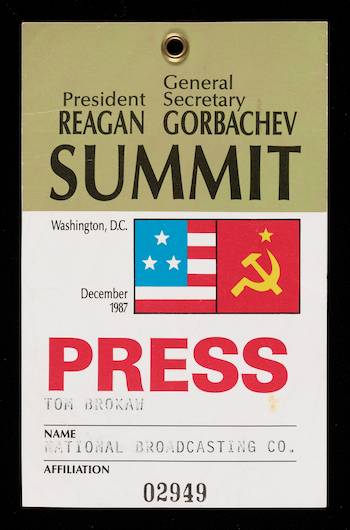 President REAGAN
General Secretary GORBACHEV
SUMMIT
Washington, D.C.
December
1987
PRESS
TOM BROKAW
NAME
NATIONAL BROADCASTING CO.
AFFILIATION
02949